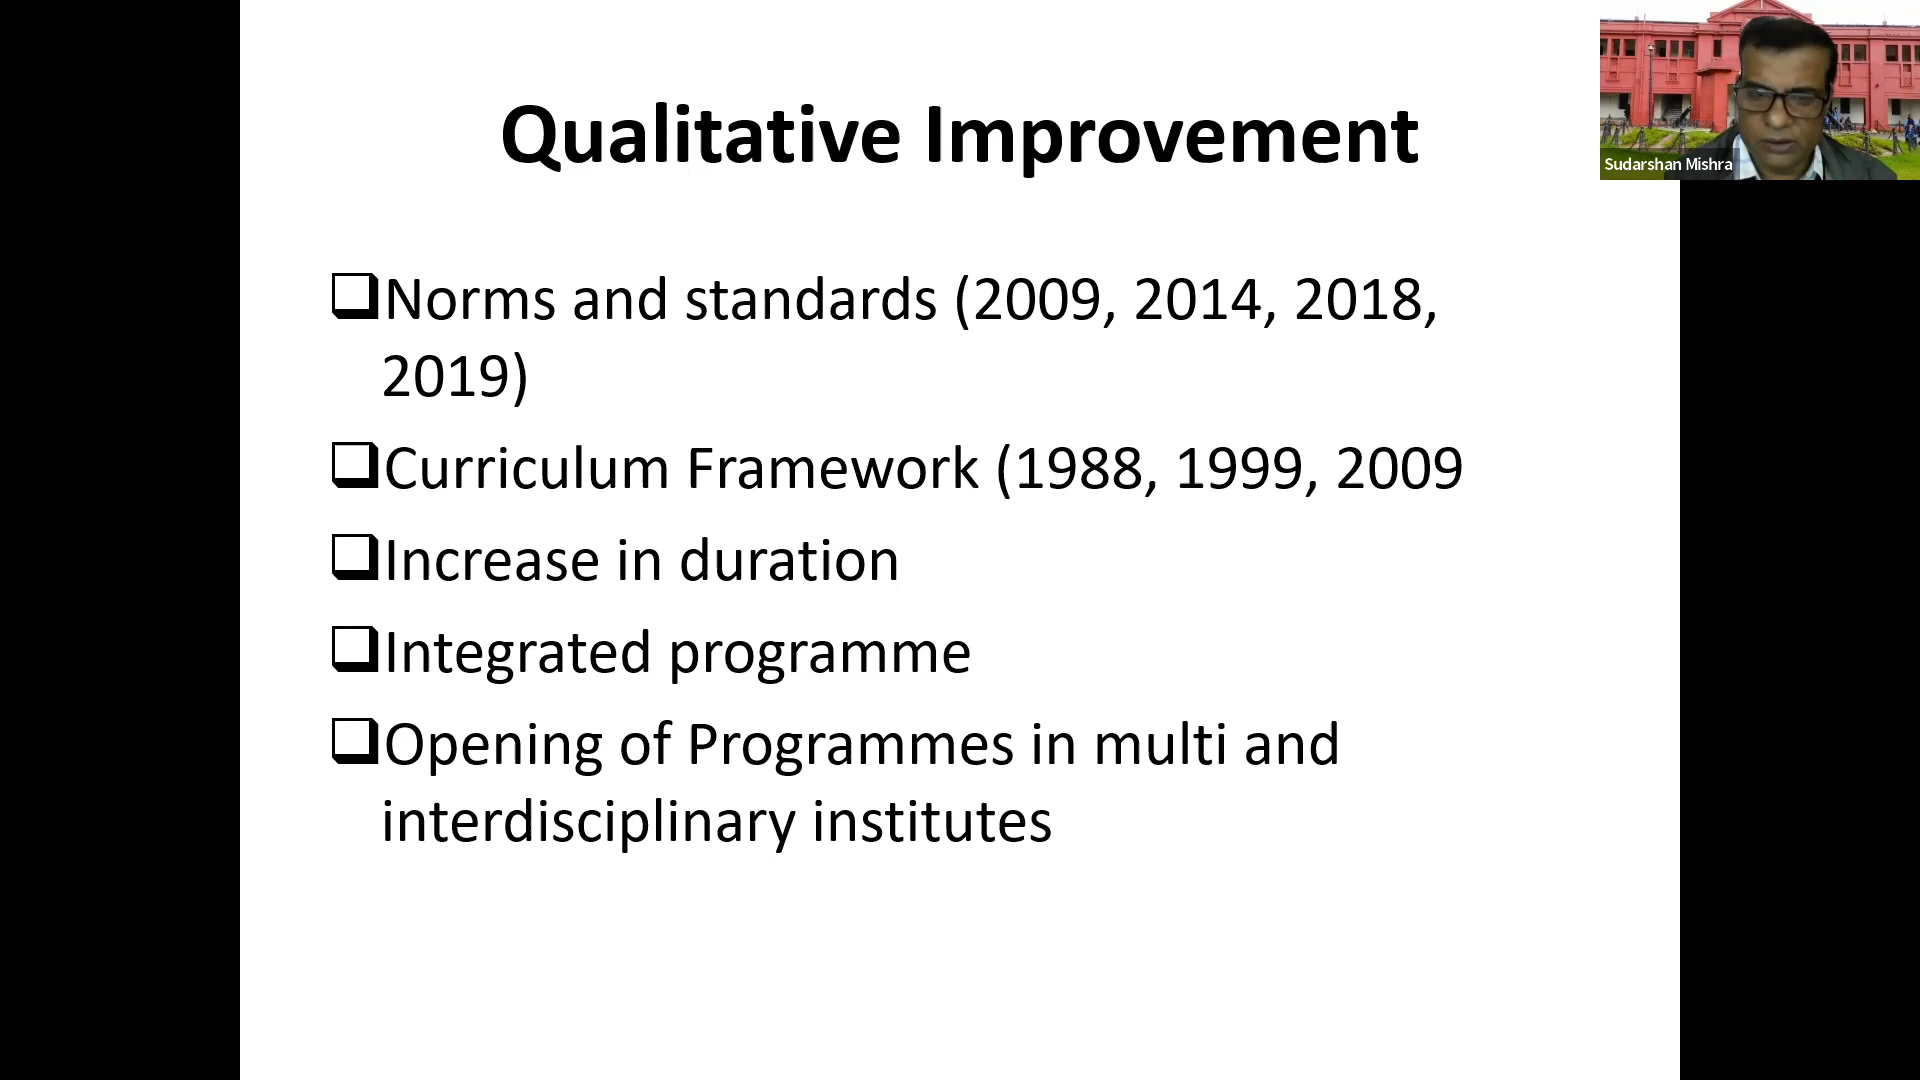 Qualitative Improvement
Sudarshan Mishra
❑Norms and standards (2009, 2014, 2018,
2019)
❑Curriculum Framework (1988, 1999, 2009
❑Increase in duration
❑Integrated programme
❑Opening of Programmes in multi and
interdisciplinary institutes